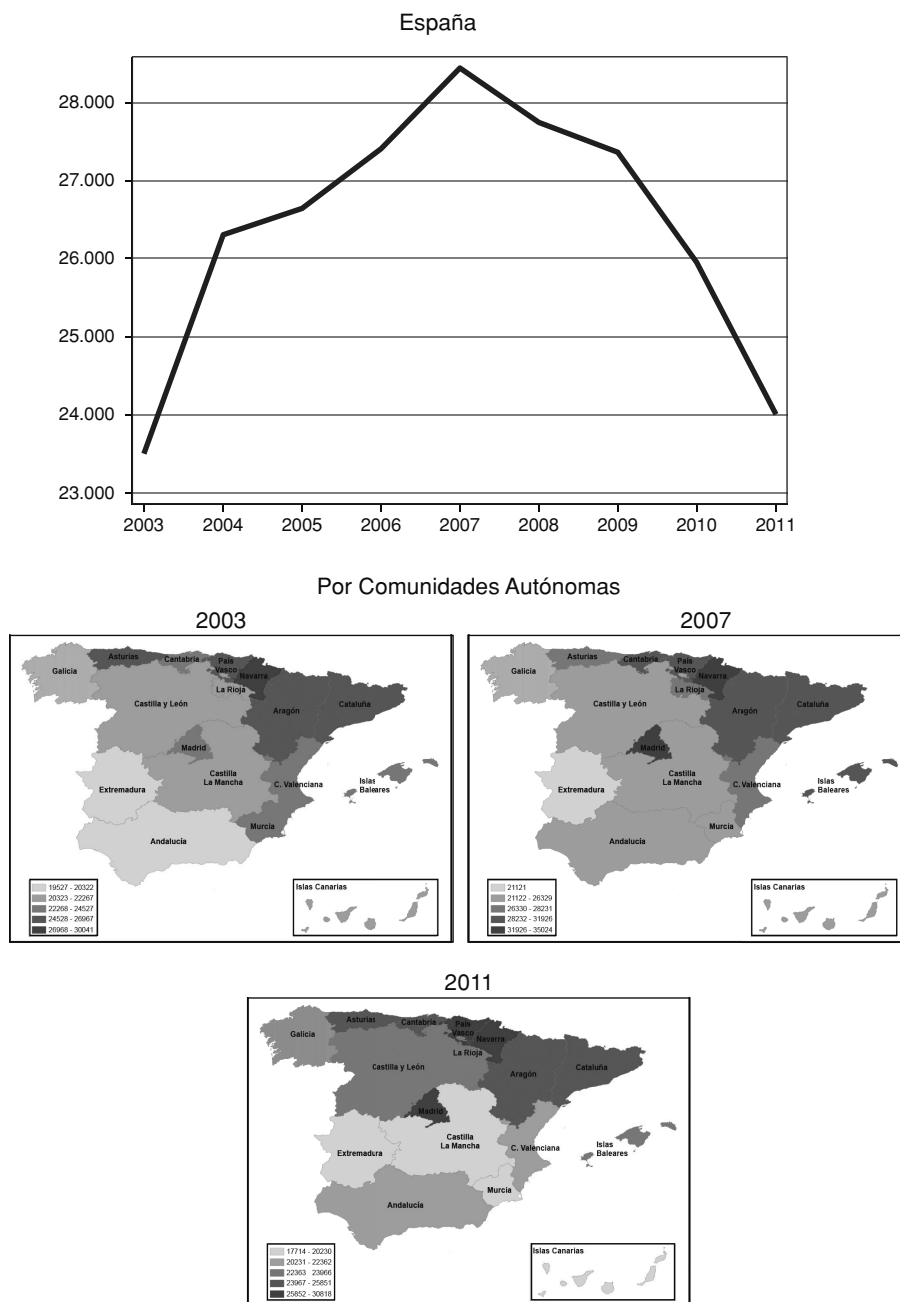 España
28.000
27.000
26.000
25.000
24.000
23.000
2003 2004 2005 2006 2007 2008 2009 2010 2011
Por Comunidades Autónomas
2003
Galicia
Asturias
Cantabria
País
Vasco
Navarra
La Rioja
Castilla y León
Aragón
Cataluña
Madrid
Castilla
La Mancha
Extremadura
C. Valenciana
Islas
Baleares
Murcia
Andalucía
19527 - 20322
20323 - 22267
22268 - 24527
24528 - 26967
26968 - 30041
Islas Canarias
2007
Galicia
Asturias
Cantabria
País
Vasco
Navarra
La Rioja
Castilla y León
Aragón
Cataluña
Madrid
Castilla
La Mancha
Extremadura
C. Valenciana
Islas
Baleares
Murcia
Andalucía
21121
21122 - 26329
26330 - 28231
28232 - 31926
31926 - 35024
Islas Canarias
2011
Galicia
Asturias
Cantabria
País
Vasco
Navarra
La Rioja
Castilla y León
Aragón
Cataluña
Madrid
Castilla
La Mancha
Extremadura
C. Valenciana
Islas
Baleares
Murcia
Andalucía
17714 - 20230
20231 - 22362
22363 23966
23967 - 25851
25852 - 30818
Islas Canarias